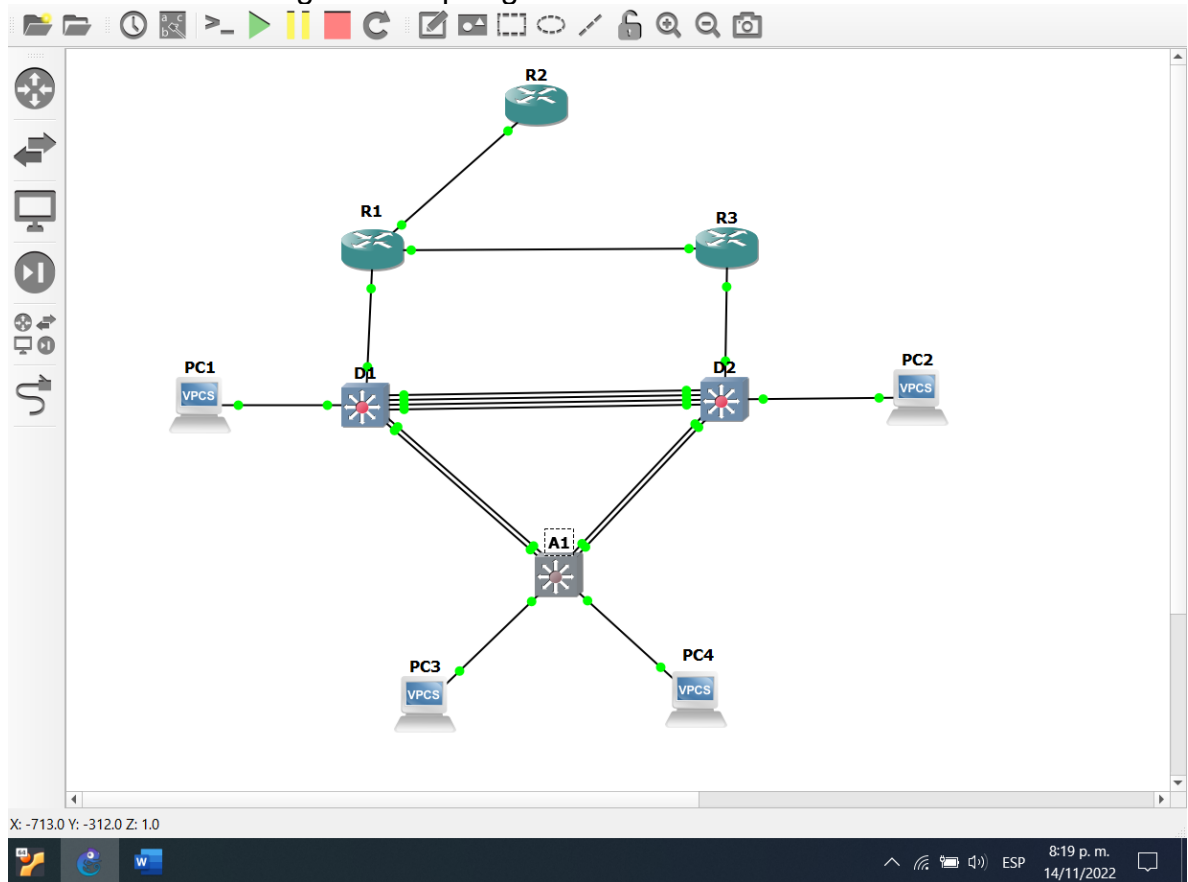 R2
R1
R3
PC1
VPCS
D1
D2
PC2
VPCS
A1
PC3
VPCS
PC4
VPCS
X: -713.0 Y: -312.0 Z: 1.0
64
W
ESP
8:19 p. m.
14/11/2022